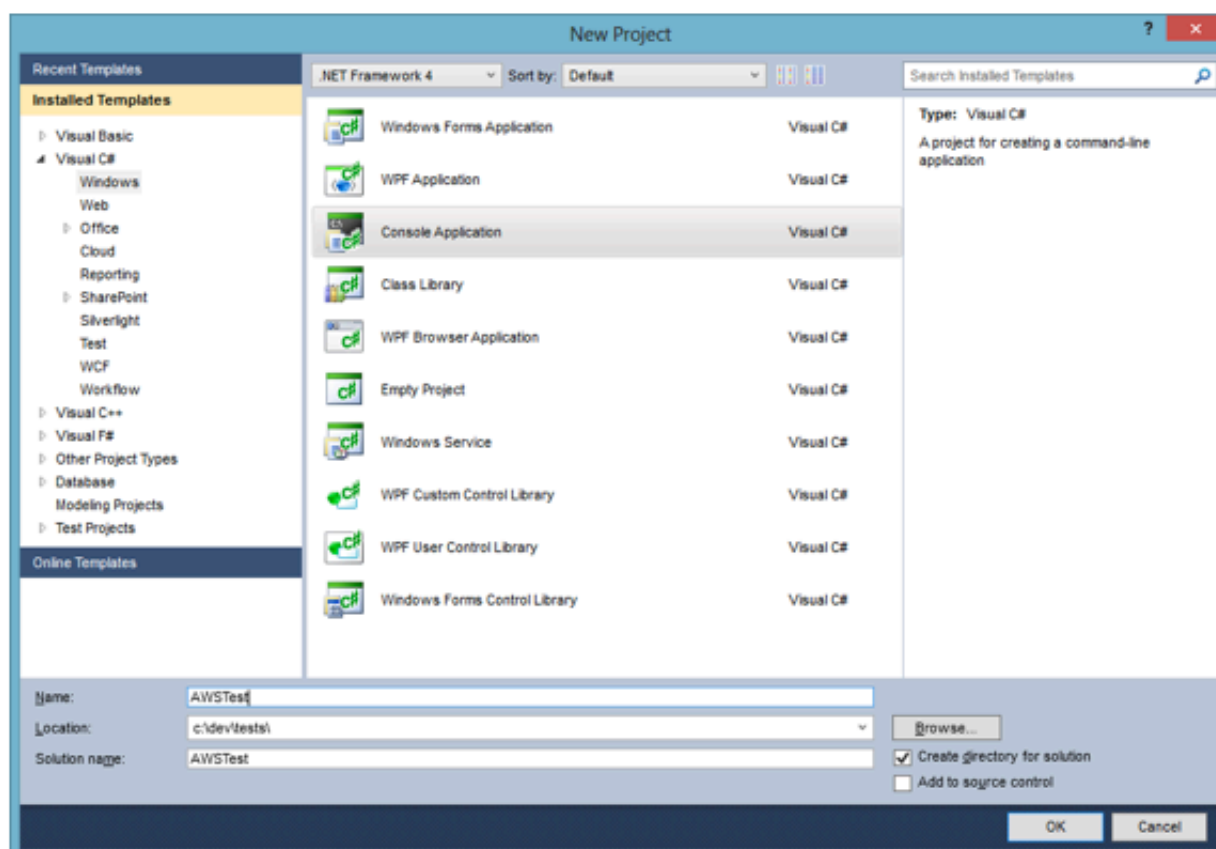 New Project
?
Recent Templates
Installed Templates
Visual Basic
Visual C#
Windows
Web
Office
Cloud
Reporting
SharePoint
Silverlight
Test
WCF
Workflow
Visual C++
Visual F#
Other Project Types
Database
Modeling Projects
Test Projects
Online Templates
.NET Framework 4 Sort by: Default
Windows Forms Application Visual C#
WPF Application Visual C#
Console Application Visual C#
Class Library Visual C#
WPF Browser Application Visual C#
Empty Project Visual C#
Windows Service Visual C#
WPF Custom Control Library Visual C#
WPF User Control Library Visual C#
Windows Forms Control Library Visual C#
Search Installed Templates
Type: Visual C#
A project for creating a command-line
application
Name: AWSTest
Location: c:\dev\tests\ Browse...
Solution name: AWSTest
Create directory for solution
Add to source control
OK Cancel